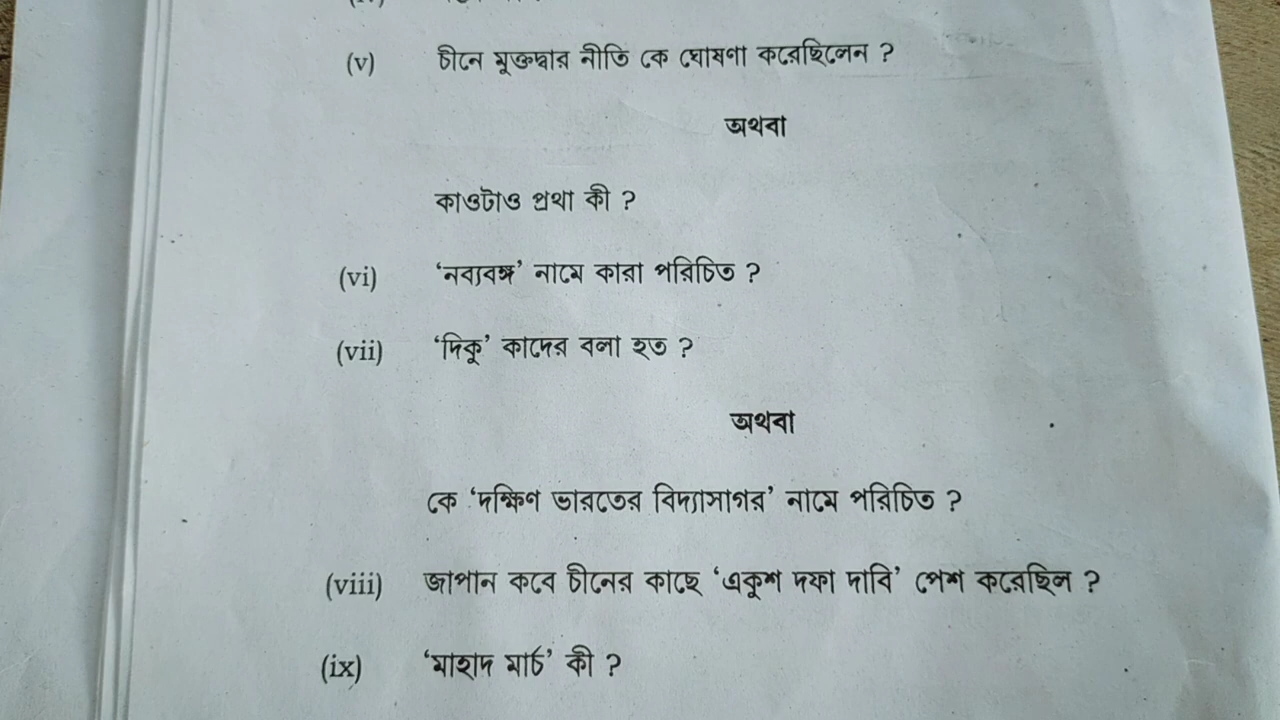 (v) চীনে মুক্তদ্বার নীতি কে ঘোষণা করেছিলেন ?
অথবা
কাওটাও প্রথা কী ?
(vi) ‘নব্যবঙ্গ’ নামে কারা পরিচিত ?
(vii) ‘দিকু’ কাদের বলা হত ?
অথবা
কে ‘দক্ষিণ ভারতের বিদ্যাসাগর’ নামে পরিচিত ?
(viii) জাপান কবে চীনের কাছে ‘একুশ দফা দাবি’ পেশ করেছিল ?
(ix) ‘মাহাদ মার্চ’ কী ?